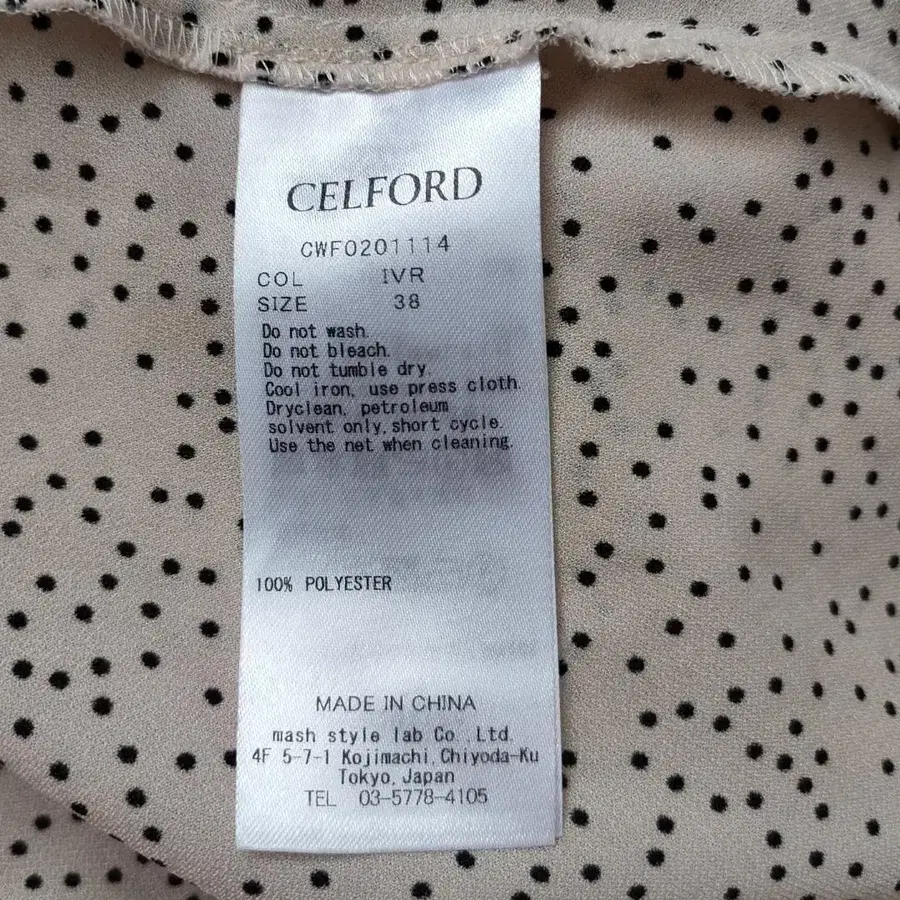 CELFORD
CWF0201114
COL IVR
SIZE 38
Do not wash.
Do not bleach.
Do not tumble dry.
Cool iron, use press cloth.
Dryclean, petroleum
solvent only, short cycle.
Use the net when cleaning.
100% POLYESTER
MADE IN CHINA
mash style lab Co.,Ltd.
4F 5-7-1 Kojimachi,Chiyoda-Ku
Tokyo,Japan
TEL 03-5778-4105